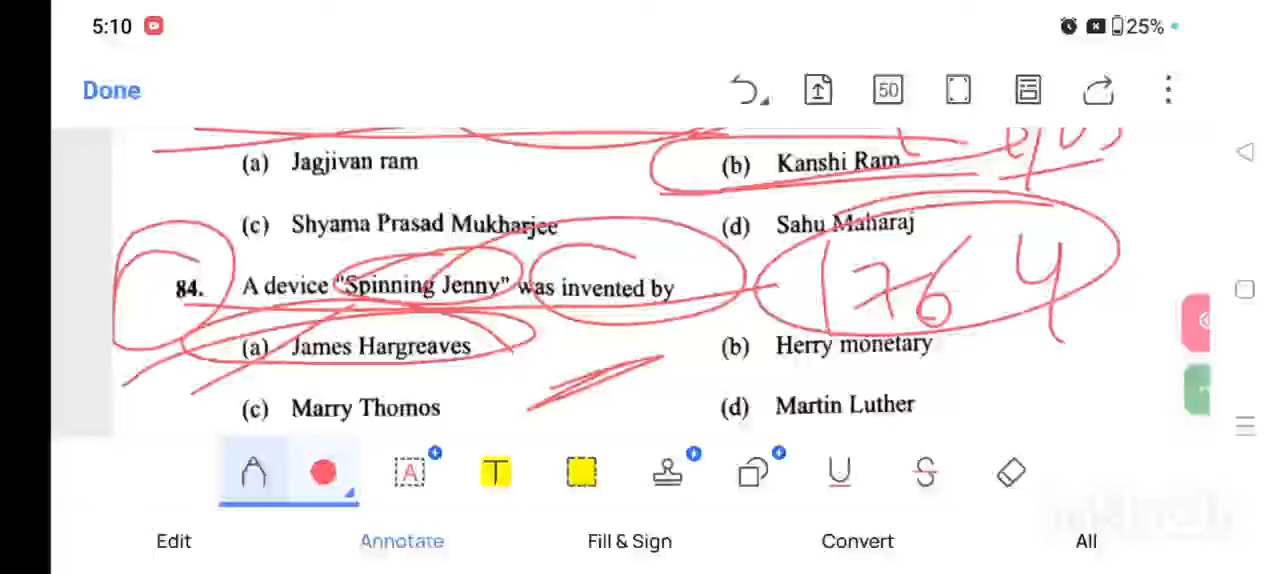 5:10 25%
Done 50
(a) Jagjivan ram (b) Kanshi Ram
(c) Shyama Prasad Mukharjee (d) Sahu Maharaj
84. A device "Spinning Jenny" was invented by 1764
(a) James Hargreaves (b) Herry monetary
(c) Marry Thomos (d) Martin Luther
A T U S
Edit Annotate Fill & Sign Convert All